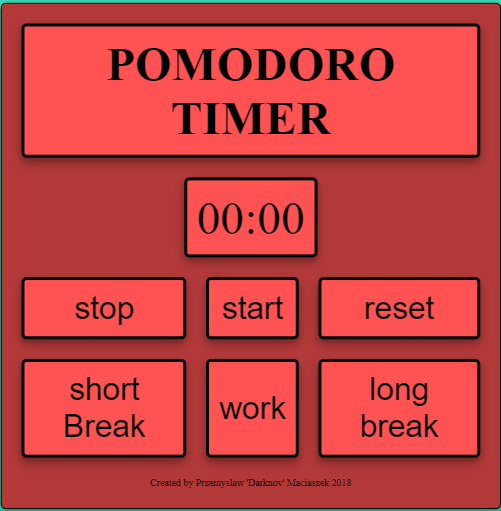 POMODORO
TIMER
00:00
stop start reset
short
Break
work
long
break
Created by Przemyslaw 'Darknov' Maciaszek 2018